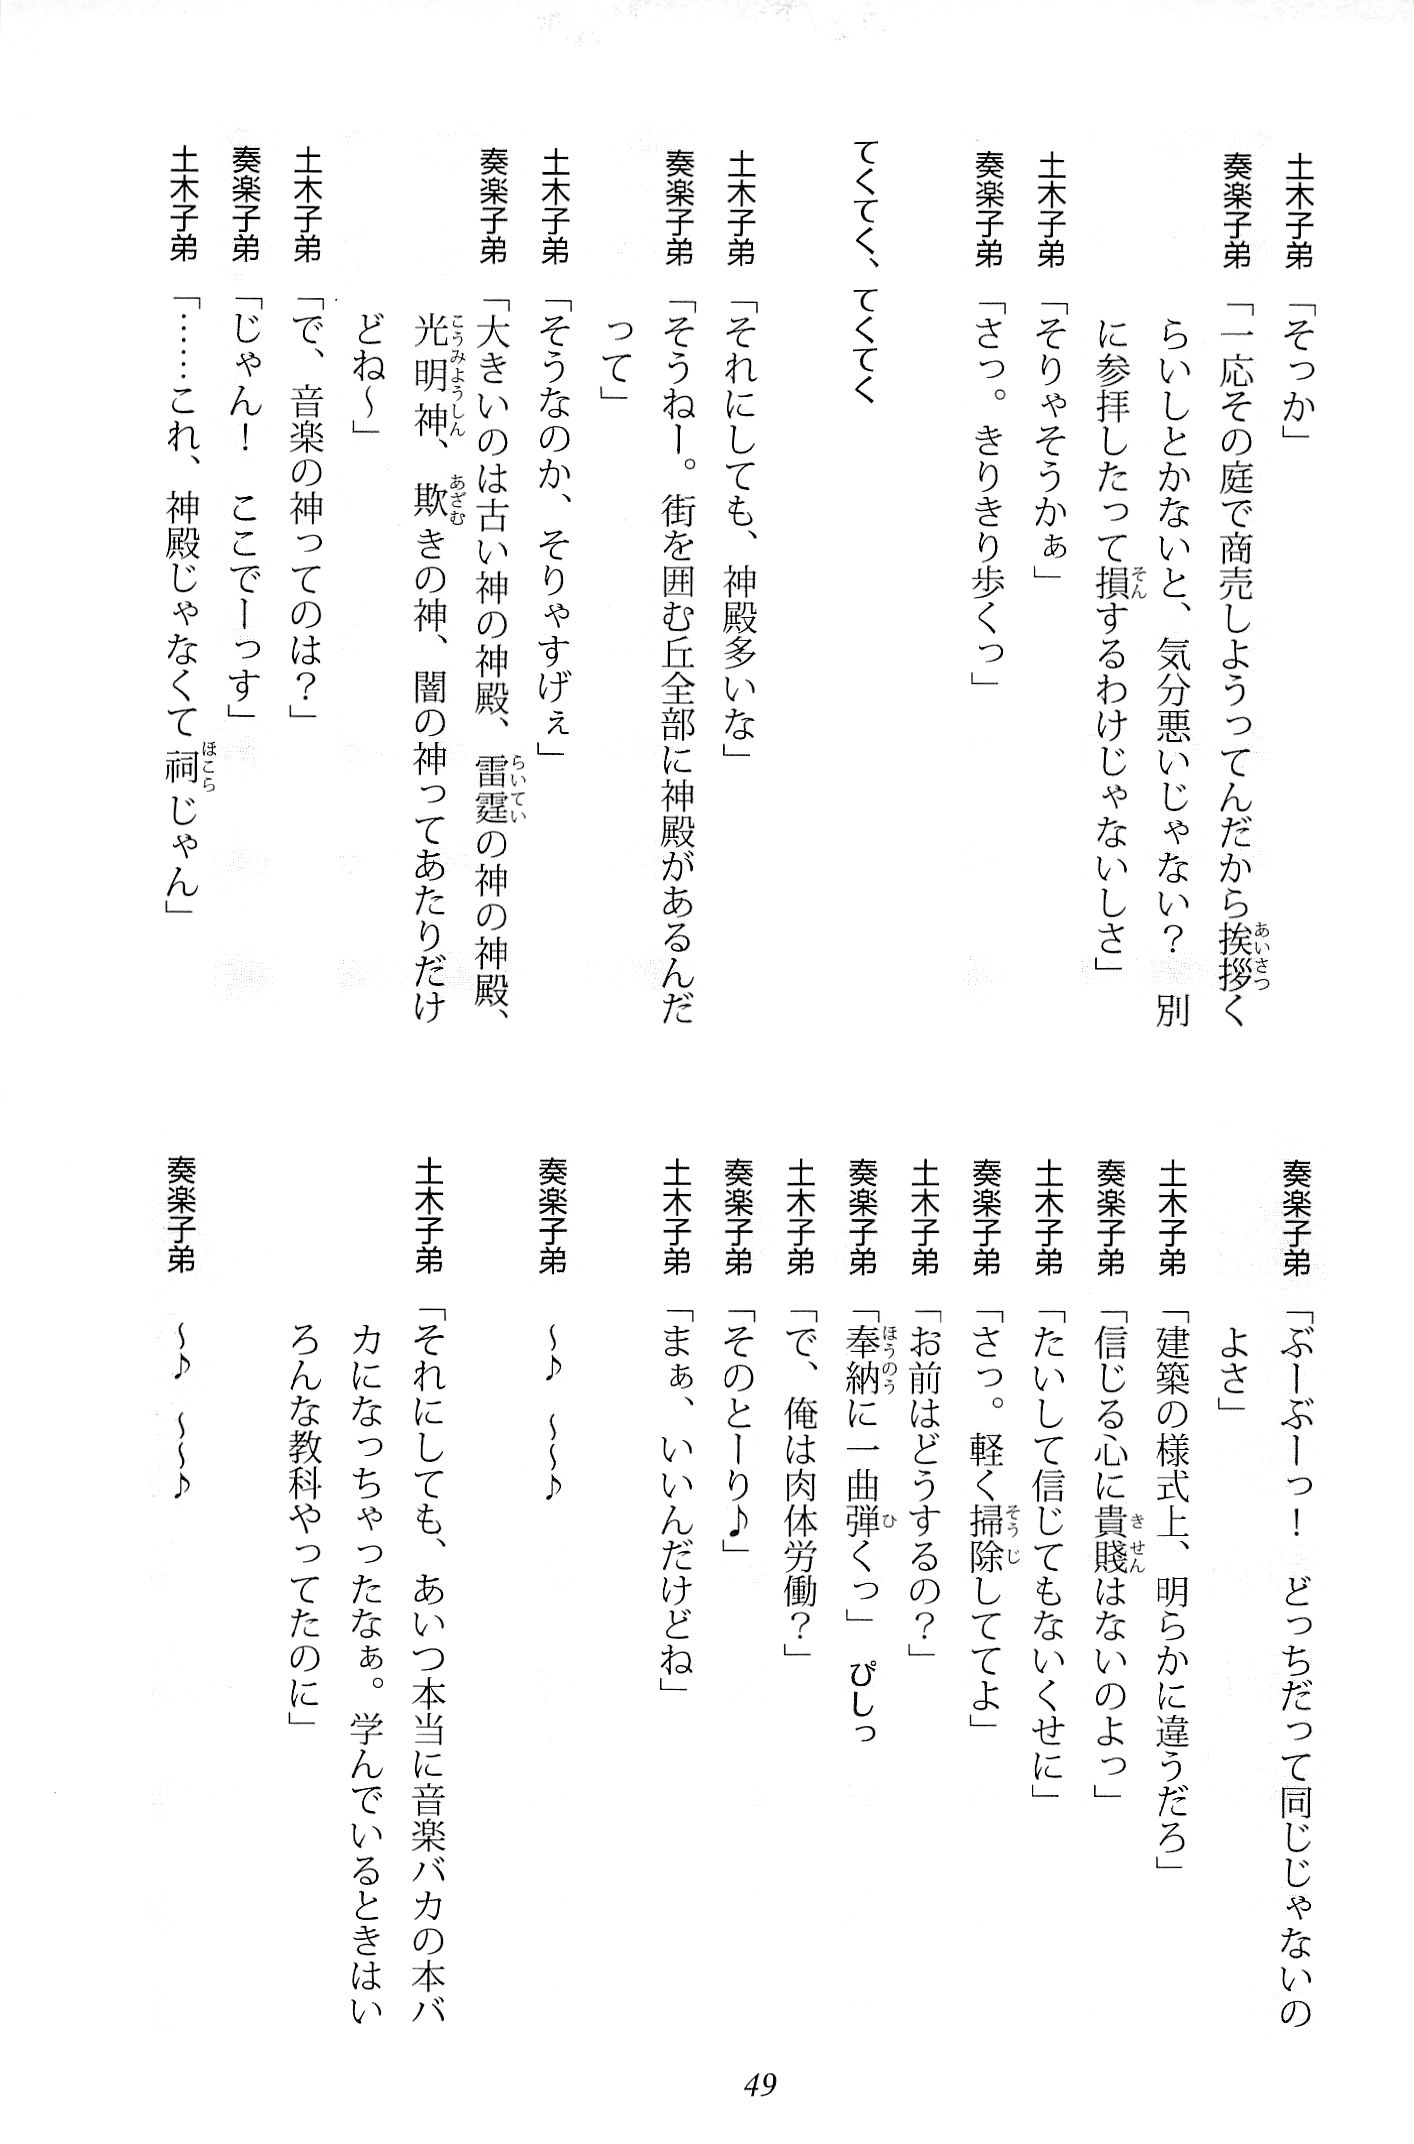 土木子弟「そっか」
奏楽子弟「一応その庭で商売しようってんだから挨拶く
らいしとかないと、気分悪いじゃない？　別
に参拝したって損するわけじゃないしさ」
土木子弟「そりゃそうかぁ」
奏楽子弟「さっ。きりきり歩くっ」
てくてく、てくてく
土木子弟「それにしても、神殿多いな」
奏楽子弟「そうねー。街を囲む丘全部に神殿があるんだ
って」
土木子弟「そうなのか、そりゃすげぇ」
奏楽子弟「大きいのは古い神の神殿、雷霆の神の神殿、
光明神、欺きの神、闇の神ってあたりだけ
どね～」
土木子弟「で、音楽の神ってのは？」
奏楽子弟「じゃん！　ここでーっす」
土木子弟「……これ、神殿じゃなくて祠じゃん」
奏楽子弟「ぶーぶーっ！　どっちだって同じじゃないの
よさ」
土木子弟「建築の様式上、明らかに違うだろ」
奏楽子弟「信じる心に貴賤はないのよっ」
土木子弟「たいして信じてもないくせに」
奏楽子弟「さっ。軽く掃除しててよ」
土木子弟「お前はどうするの？」
奏楽子弟「奉納に一曲弾くっ」　ぴしっ
土木子弟「で、俺は肉体労働？」
奏楽子弟「そのとーり♪」
土木子弟「まぁ、いいんだけどね」
奏楽子弟　～♪　～～♪
土木子弟「それにしても、あいつ本当に音楽バカの本バ
カになっちゃったなぁ。学んでいるときはい
ろんな教科やってたのに」
奏楽子弟　～♪　～～♪
49